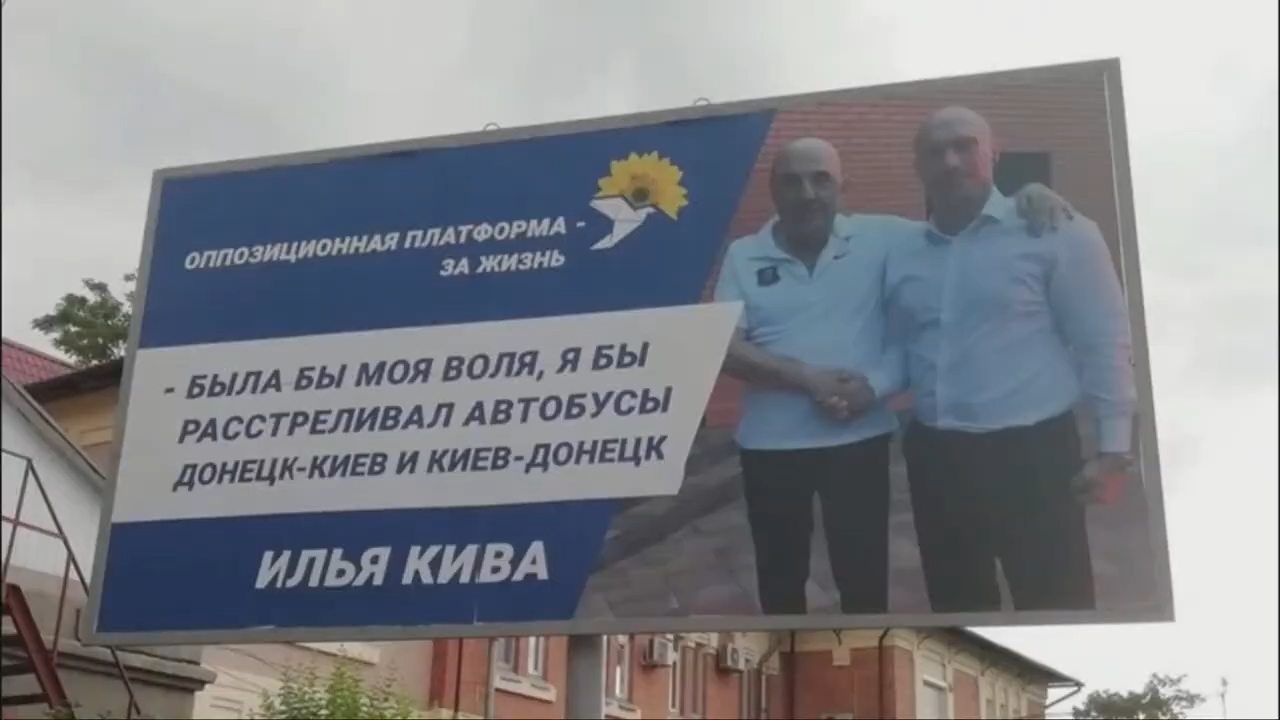 ОППОЗИЦИОННАЯ ПЛАТФОРМА -
ЗА ЖИЗНЬ
- БЫЛА БЫ МОЯ ВОЛЯ, Я БЫ
РАССТРЕЛИВАЛ АВТОБУСЫ
ДОНЕЦК-КИЕВ И КИЕВ-ДОНЕЦК
ИЛЬЯ КИВА